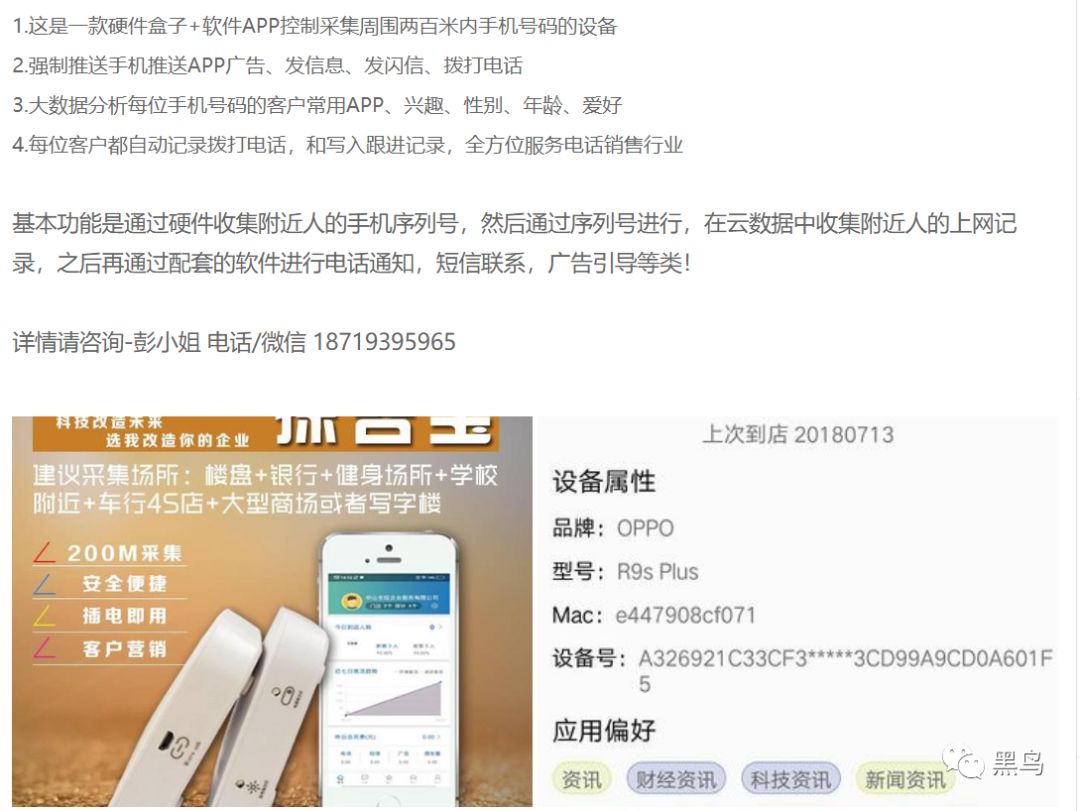 1.这是一款硬件盒子+软件APP控制采集周围两百米内手机号码的设备
2.强制推送手机推送APP广告、发信息、发闪信、拨打电话
3.大数据分析每位手机号码的客户常用APP、兴趣、性别、年龄、爱好
4.每位客户都自动记录拨打电话，和写入跟进记录，全方位服务电话销售行业
基本功能是通过硬件收集附近人的手机序列号，然后通过序列号进行，在云数据中收集附近人的上网记
录，之后再通过配套的软件进行电话通知，短信联系，广告引导等类！
详情请咨询-彭小姐 电话/微信 18719395965
科技改造未来
选我改造你的企业
建议采集场所：楼盘+银行+健身场所+学校
附近+车行4S店+大型商场或者写字楼
200M采集
安全便捷
插电即用
客户营销
上次到店 20180713
设备属性
品牌： OPPO
型号： R9s Plus
Mac： e447908cf071
设备号： A326921C33CF3*****3CD99A9CD0A601F
5
应用偏好
资讯 财经资讯 科技资讯 新闻资讯
黑鸟